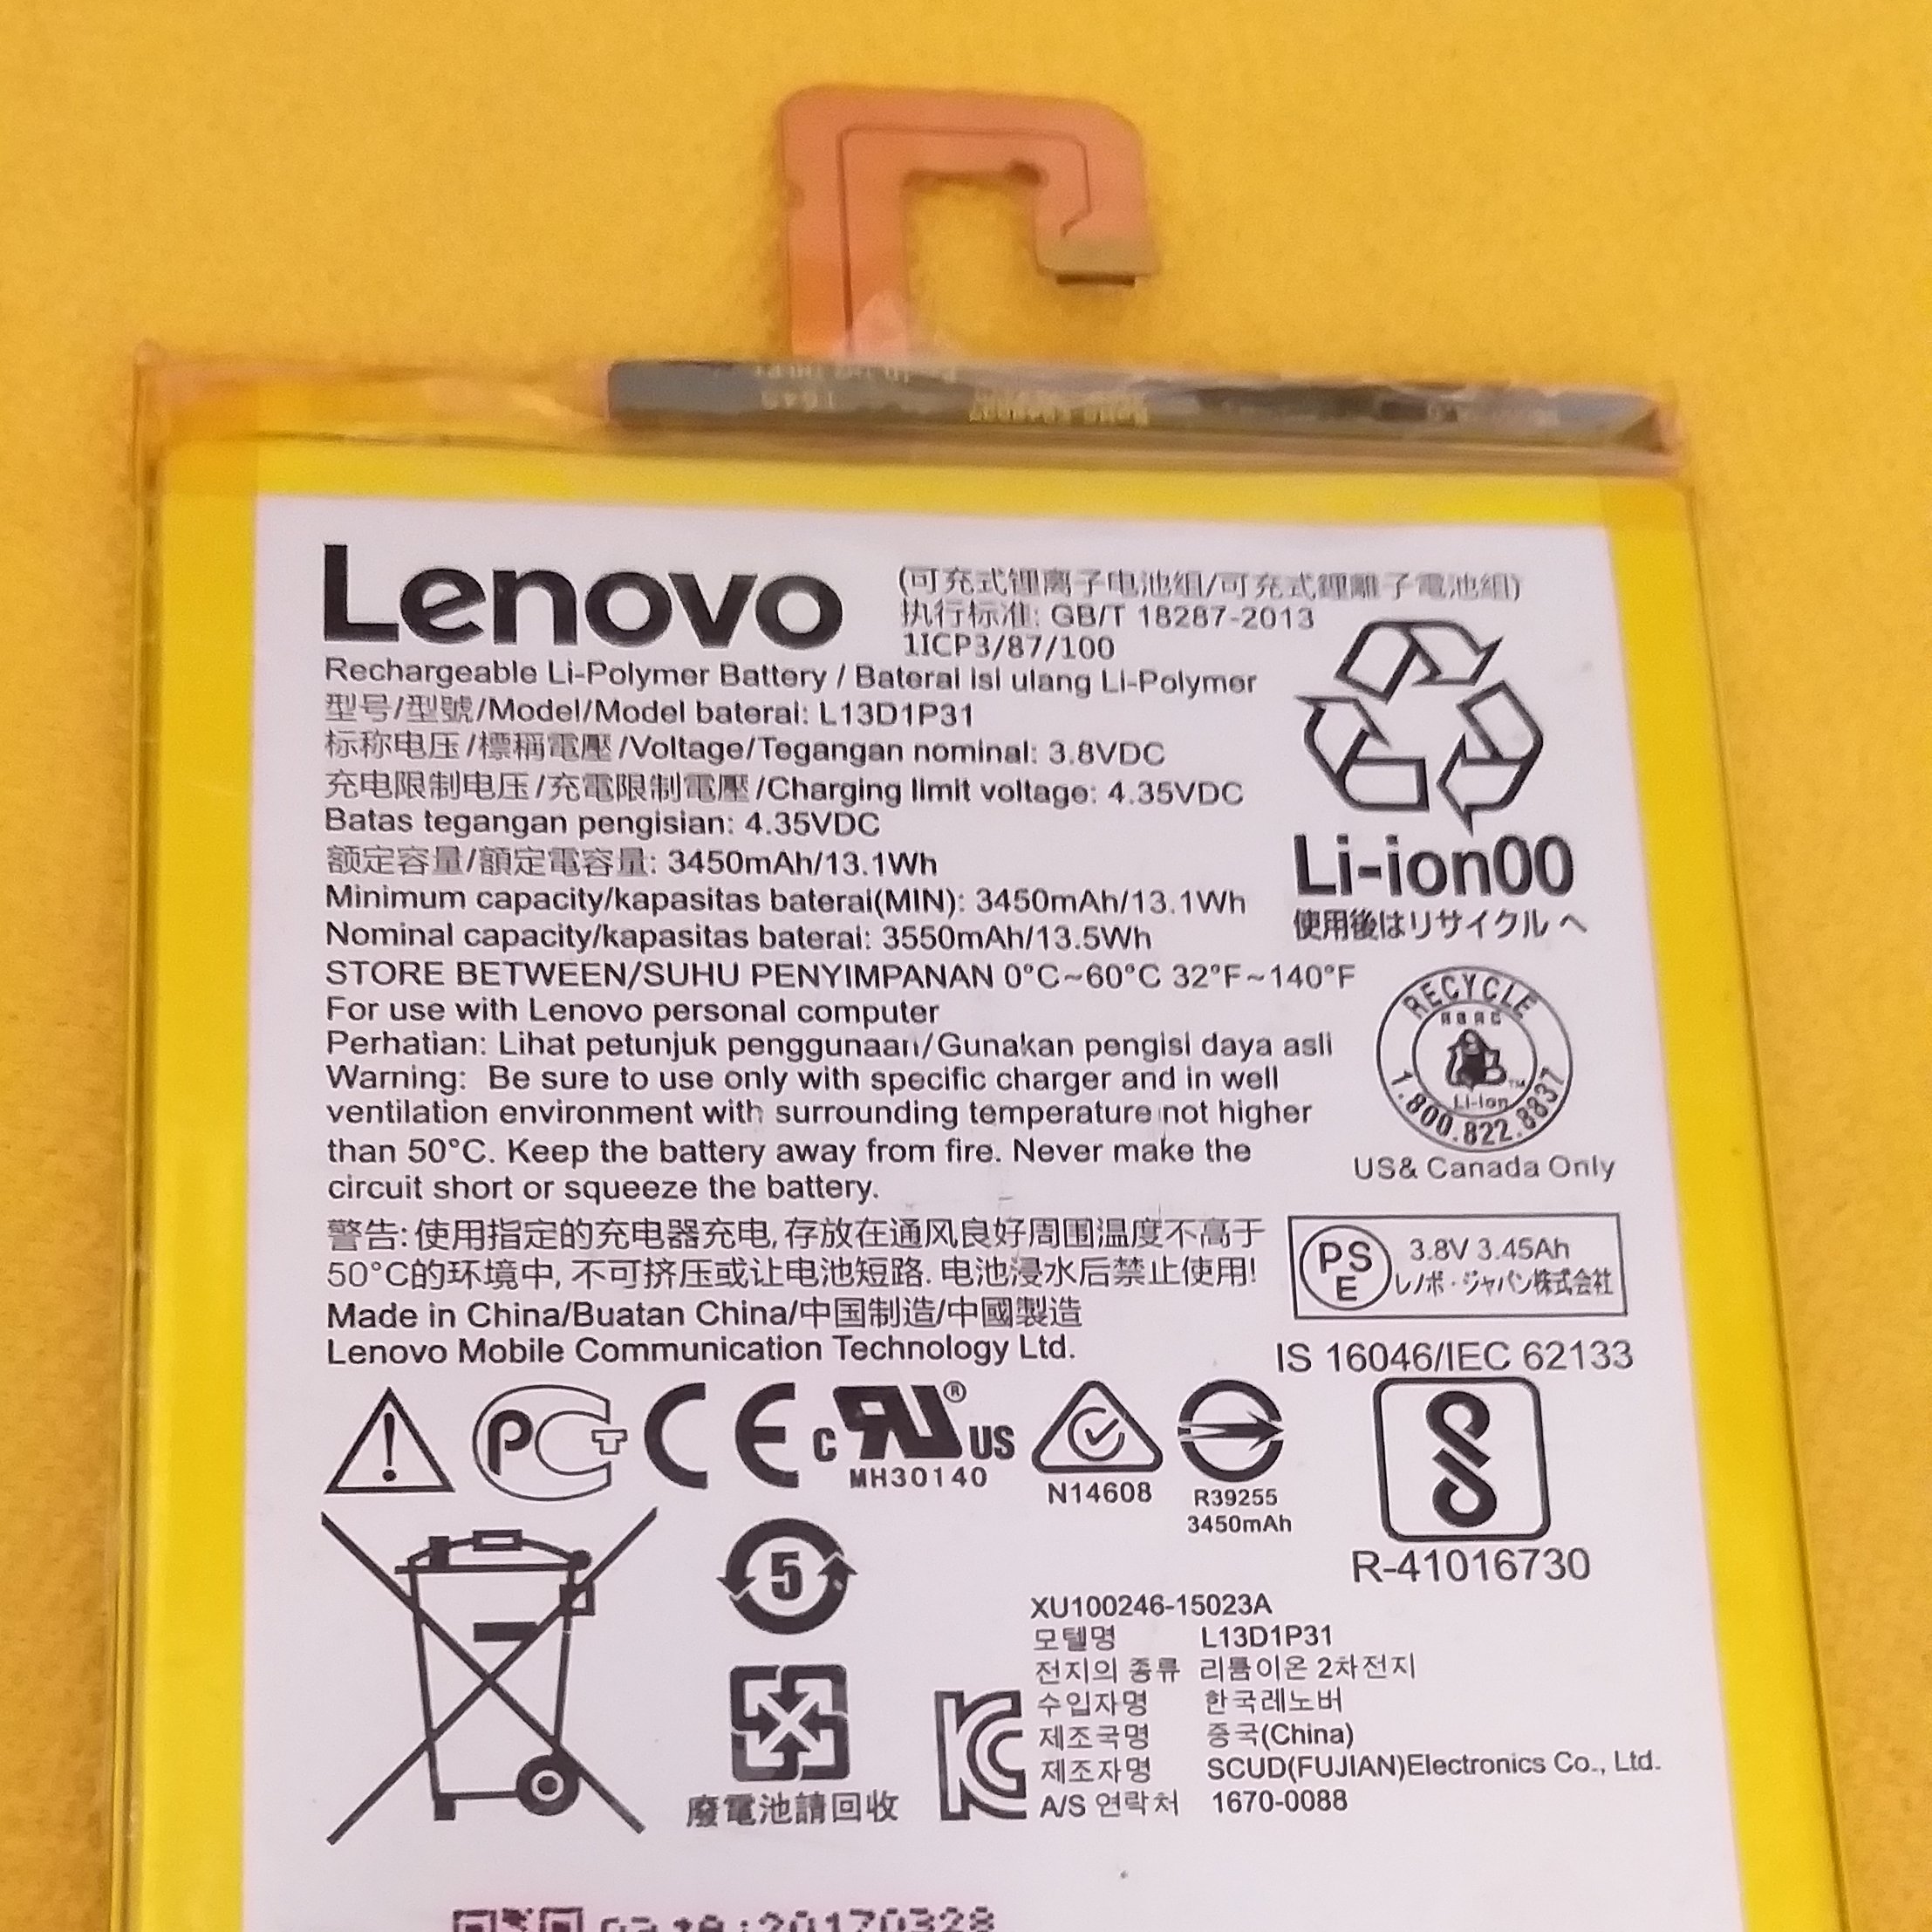 Lenovo
(可充式锂离子电池组/可充式鋰離子電池組)
执行标准: GB/T 18287-2013
1ICP3/87/100
Rechargeable Li-Polymer Battery / Baterai isi ulang Li-Polymer
型号/型號/Model/Model baterai: L13D1P31
标称电压/標稱電壓/Voltage/Tegangan nominal: 3.8VDC
充电限制电压/充電限制電壓/Charging limit voltage: 4.35VDC
Batas tegangan pengisian: 4.35VDC
额定容量/額定電容量: 3450mAh/13.1Wh
Minimum capacity/kapasitas baterai(MIN): 3450mAh/13.1Wh
Nominal capacity/kapasitas baterai: 3550mAh/13.5Wh
STORE BETWEEN/SUHU PENYIMPANAN 0°C~60°C 32°F~140°F
For use with Lenovo personal computer
Perhatian: Lihat petunjuk penggunaan/Gunakan pengisi daya asli
Warning: Be sure to use only with specific charger and in well
ventilation environment with surrounding temperature not higher
than 50°C. Keep the battery away from fire. Never make the
circuit short or squeeze the battery.
警告:使用指定的充电器充电,存放在通风良好周围温度不高于
50°C的环境中,不可挤压或让电池短路.电池浸水后禁止使用!
Made in China/Buatan China/中国制造/中國製造
Lenovo Mobile Communication Technology Ltd.
Li-ion00
使用後はリサイクルへ
RECYCLE
RBRC
Li-Ion
TM
1.800.822.8837
US& Canada Only
PS
E
3.8V 3.45Ah
レノボ・ジャパン株式会社
IS 16046/IEC 62133
PCT
CE
c RU ® US
MH30140
N14608
R39255
3450mAh
R-41016730
5
廢電池請回收
XU100246-15023A
모델명 L13D1P31
전지의 종류 리튬이온 2차전지
수입자명 한국레노버
제조국명 중국(China)
제조자명 SCUD(FUJIAN)Electronics Co., Ltd.
A/S 연락처 1670-0088
Date:20170328